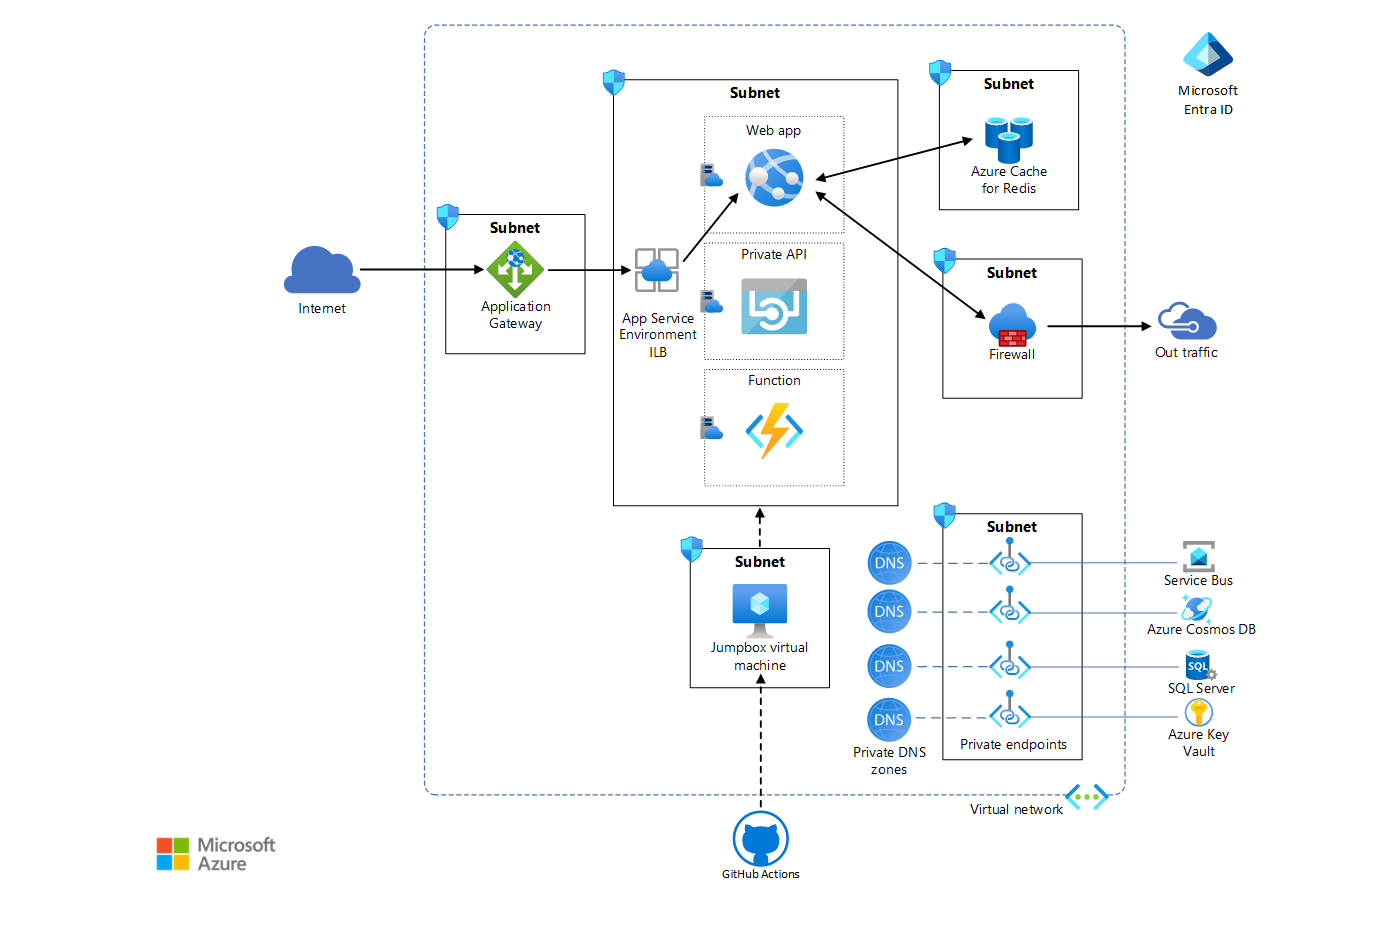 Microsoft
Entra ID
Subnet
Web app
Subnet
Azure Cache
for Redis
Subnet
Application
Gateway
Internet
App Service
Environment
ILB
Private API
Function
Subnet
Firewall
Out traffic
Subnet
Jumpbox virtual
machine
Subnet
DNS
DNS
DNS
DNS
Private DNS
zones
Private endpoints
Service Bus
Azure Cosmos DB
SQL
SQL Server
Azure Key
Vault
Virtual network
GitHub Actions
Microsoft
Azure